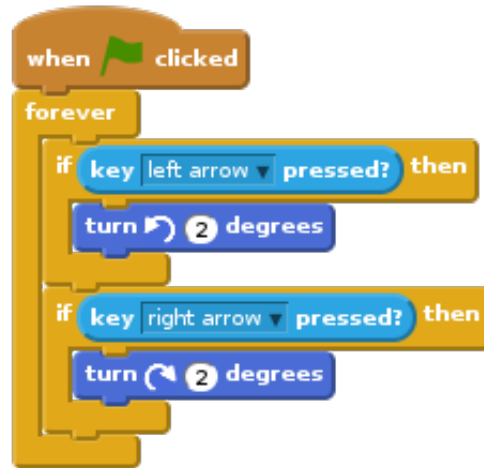 when clicked
forever
if key left arrow pressed? then
turn 2 degrees
if key right arrow pressed? then
turn 2 degrees